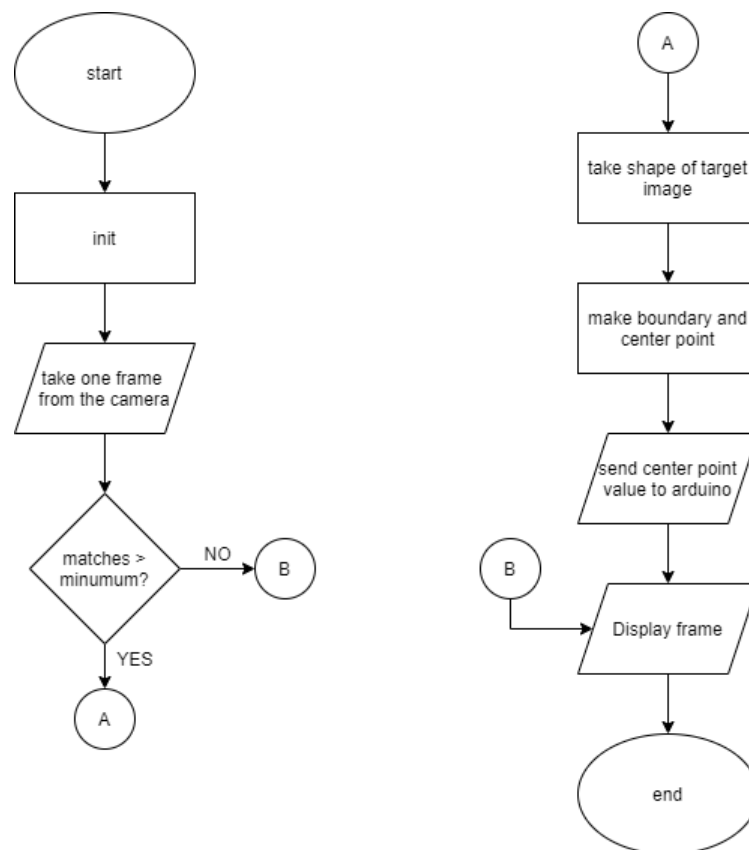 start
init
take one frame
from the camera
matches >
minumum?
NO
B
YES
A
A
take shape of target
image
make boundary and
center point
send center point
value to arduino
B
Display frame
end